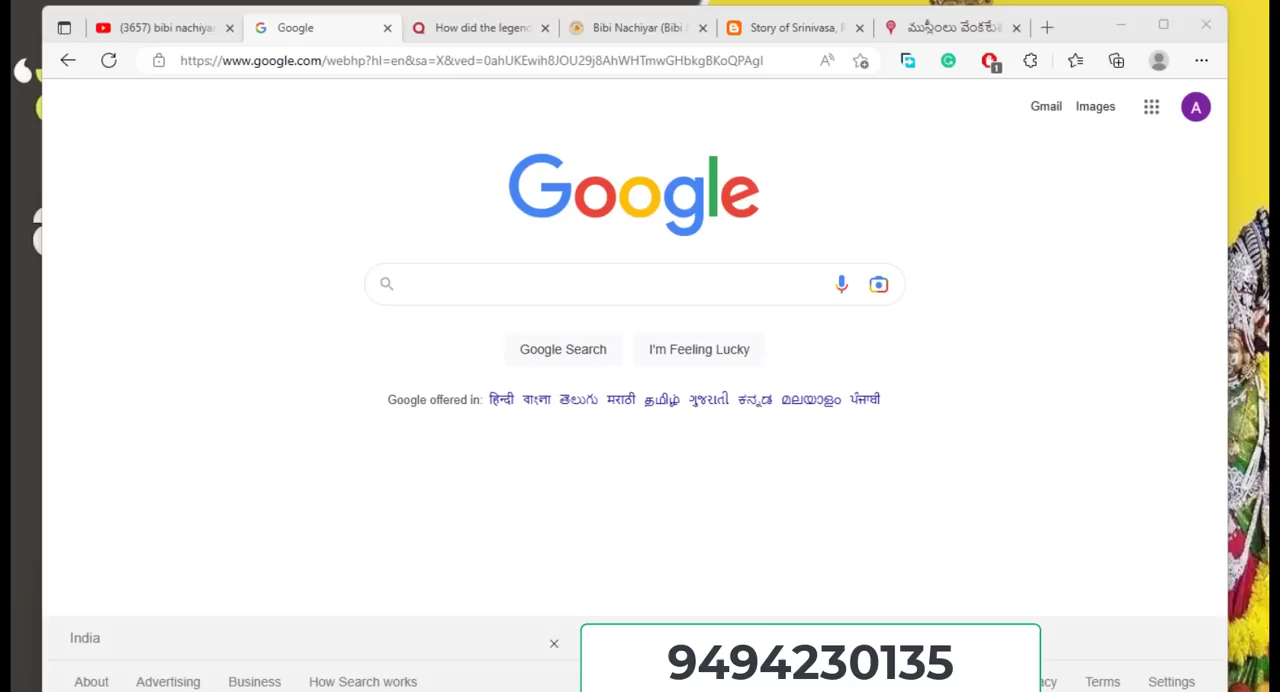 (3657) bibi nachiyar
Google
How did the legend
Bibi Nachiyar (Bibi
Story of Srinivasa,
ముస్లింలు వేంకటే
https://www.google.com/webhp?hl=en&sa=X&ved=0ahUKEwih8JOU29j8AhWHTmwGHbkgBKoQPAgI
1
Gmail
Images
A
Google
Google Search
I'm Feeling Lucky
Google offered in: हिन्दी বাংলা తెలుగు मराठी தமிழ் ગુજરાતી ಕನ್ನಡ മലയാളം ਪੰਜਾਬੀ
India
9494230135
About
Advertising
Business
How Search works
Terms
Settings